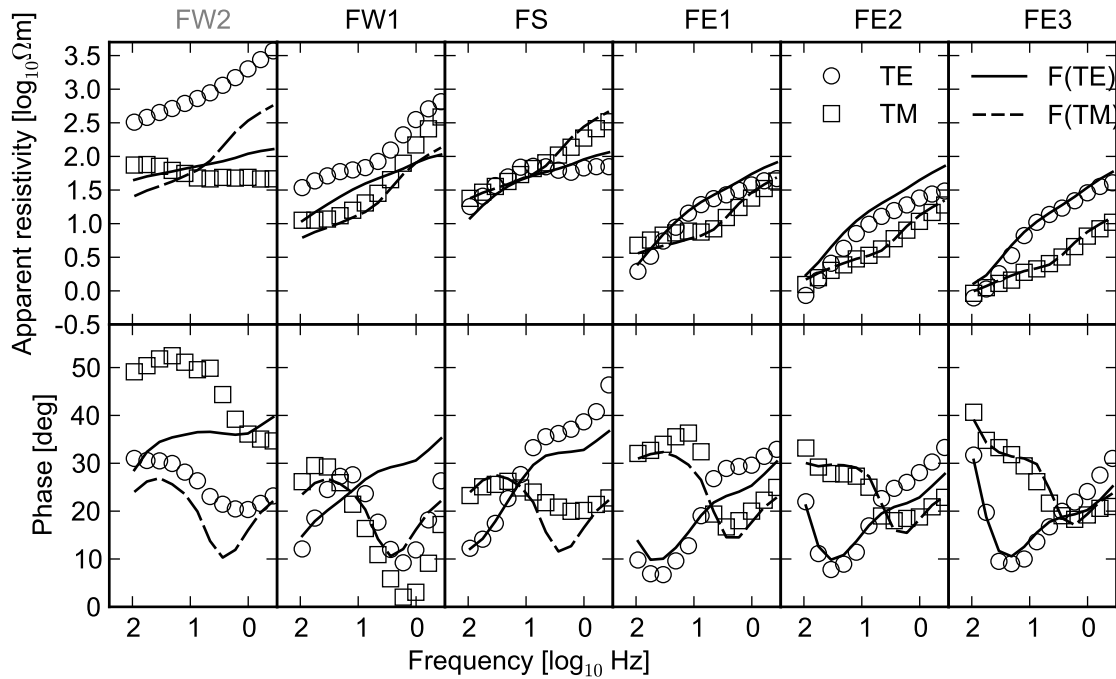 FW2 FW1 FS FE1 FE2 FE3
Apparent resistivity [log10 Ωm]
3.5
3.0
2.5
2.0
1.5
1.0
0.5
0.0
-0.5
TE F(TE)
TM F(TM)
Phase [deg]
50
40
30
20
10
0
2 1 0 2 1 0 2 1 0 2 1 0 2 1 0 2 1 0
Frequency [log10 Hz]